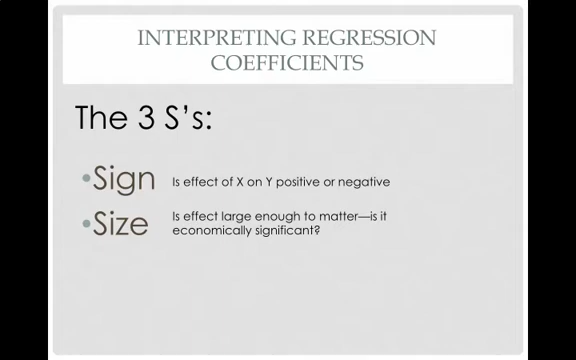 INTERPRETING REGRESSION
COEFFICIENTS
The 3 S's:
•Sign Is effect of X on Y positive or negative
•Size Is effect large enough to matter—is it
economically significant?